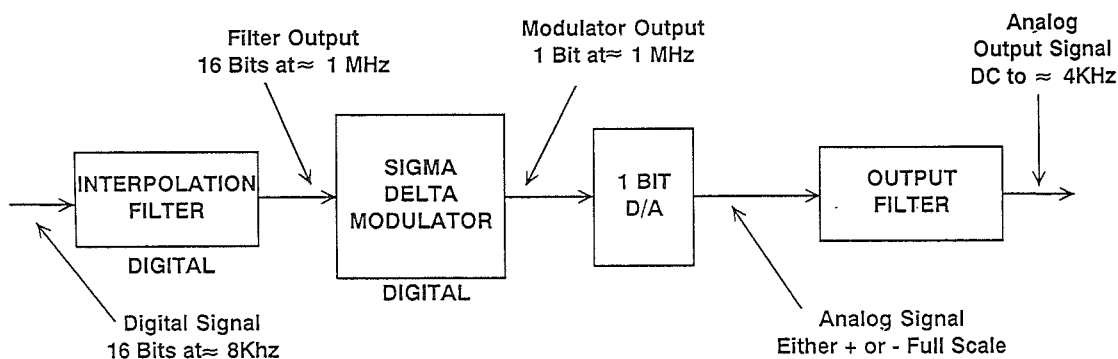 Filter Output
16 Bits at≈ 1 MHz
Modulator Output
1 Bit at≈ 1 MHz
Analog
Output Signal
DC to ≈ 4KHz
INTERPOLATION
FILTER
DIGITAL
SIGMA
DELTA
MODULATOR
DIGITAL
1 BIT
D/A
OUTPUT
FILTER
Digital Signal
16 Bits at≈ 8Khz
Analog Signal
Either + or - Full Scale